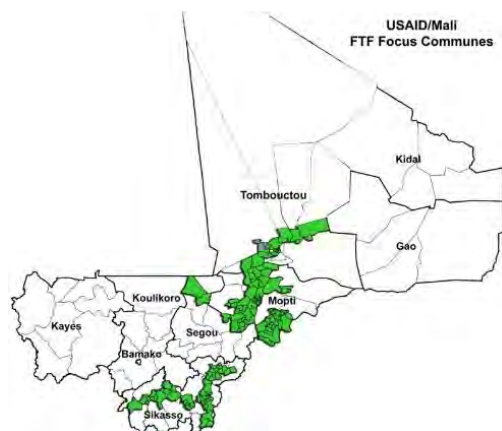 USAID/Mali
FTF Focus Communes
Kidal
Tombouctou
Gao
Koulikoro
Mopti
Kayes
Segou
Bamako
Sikasso